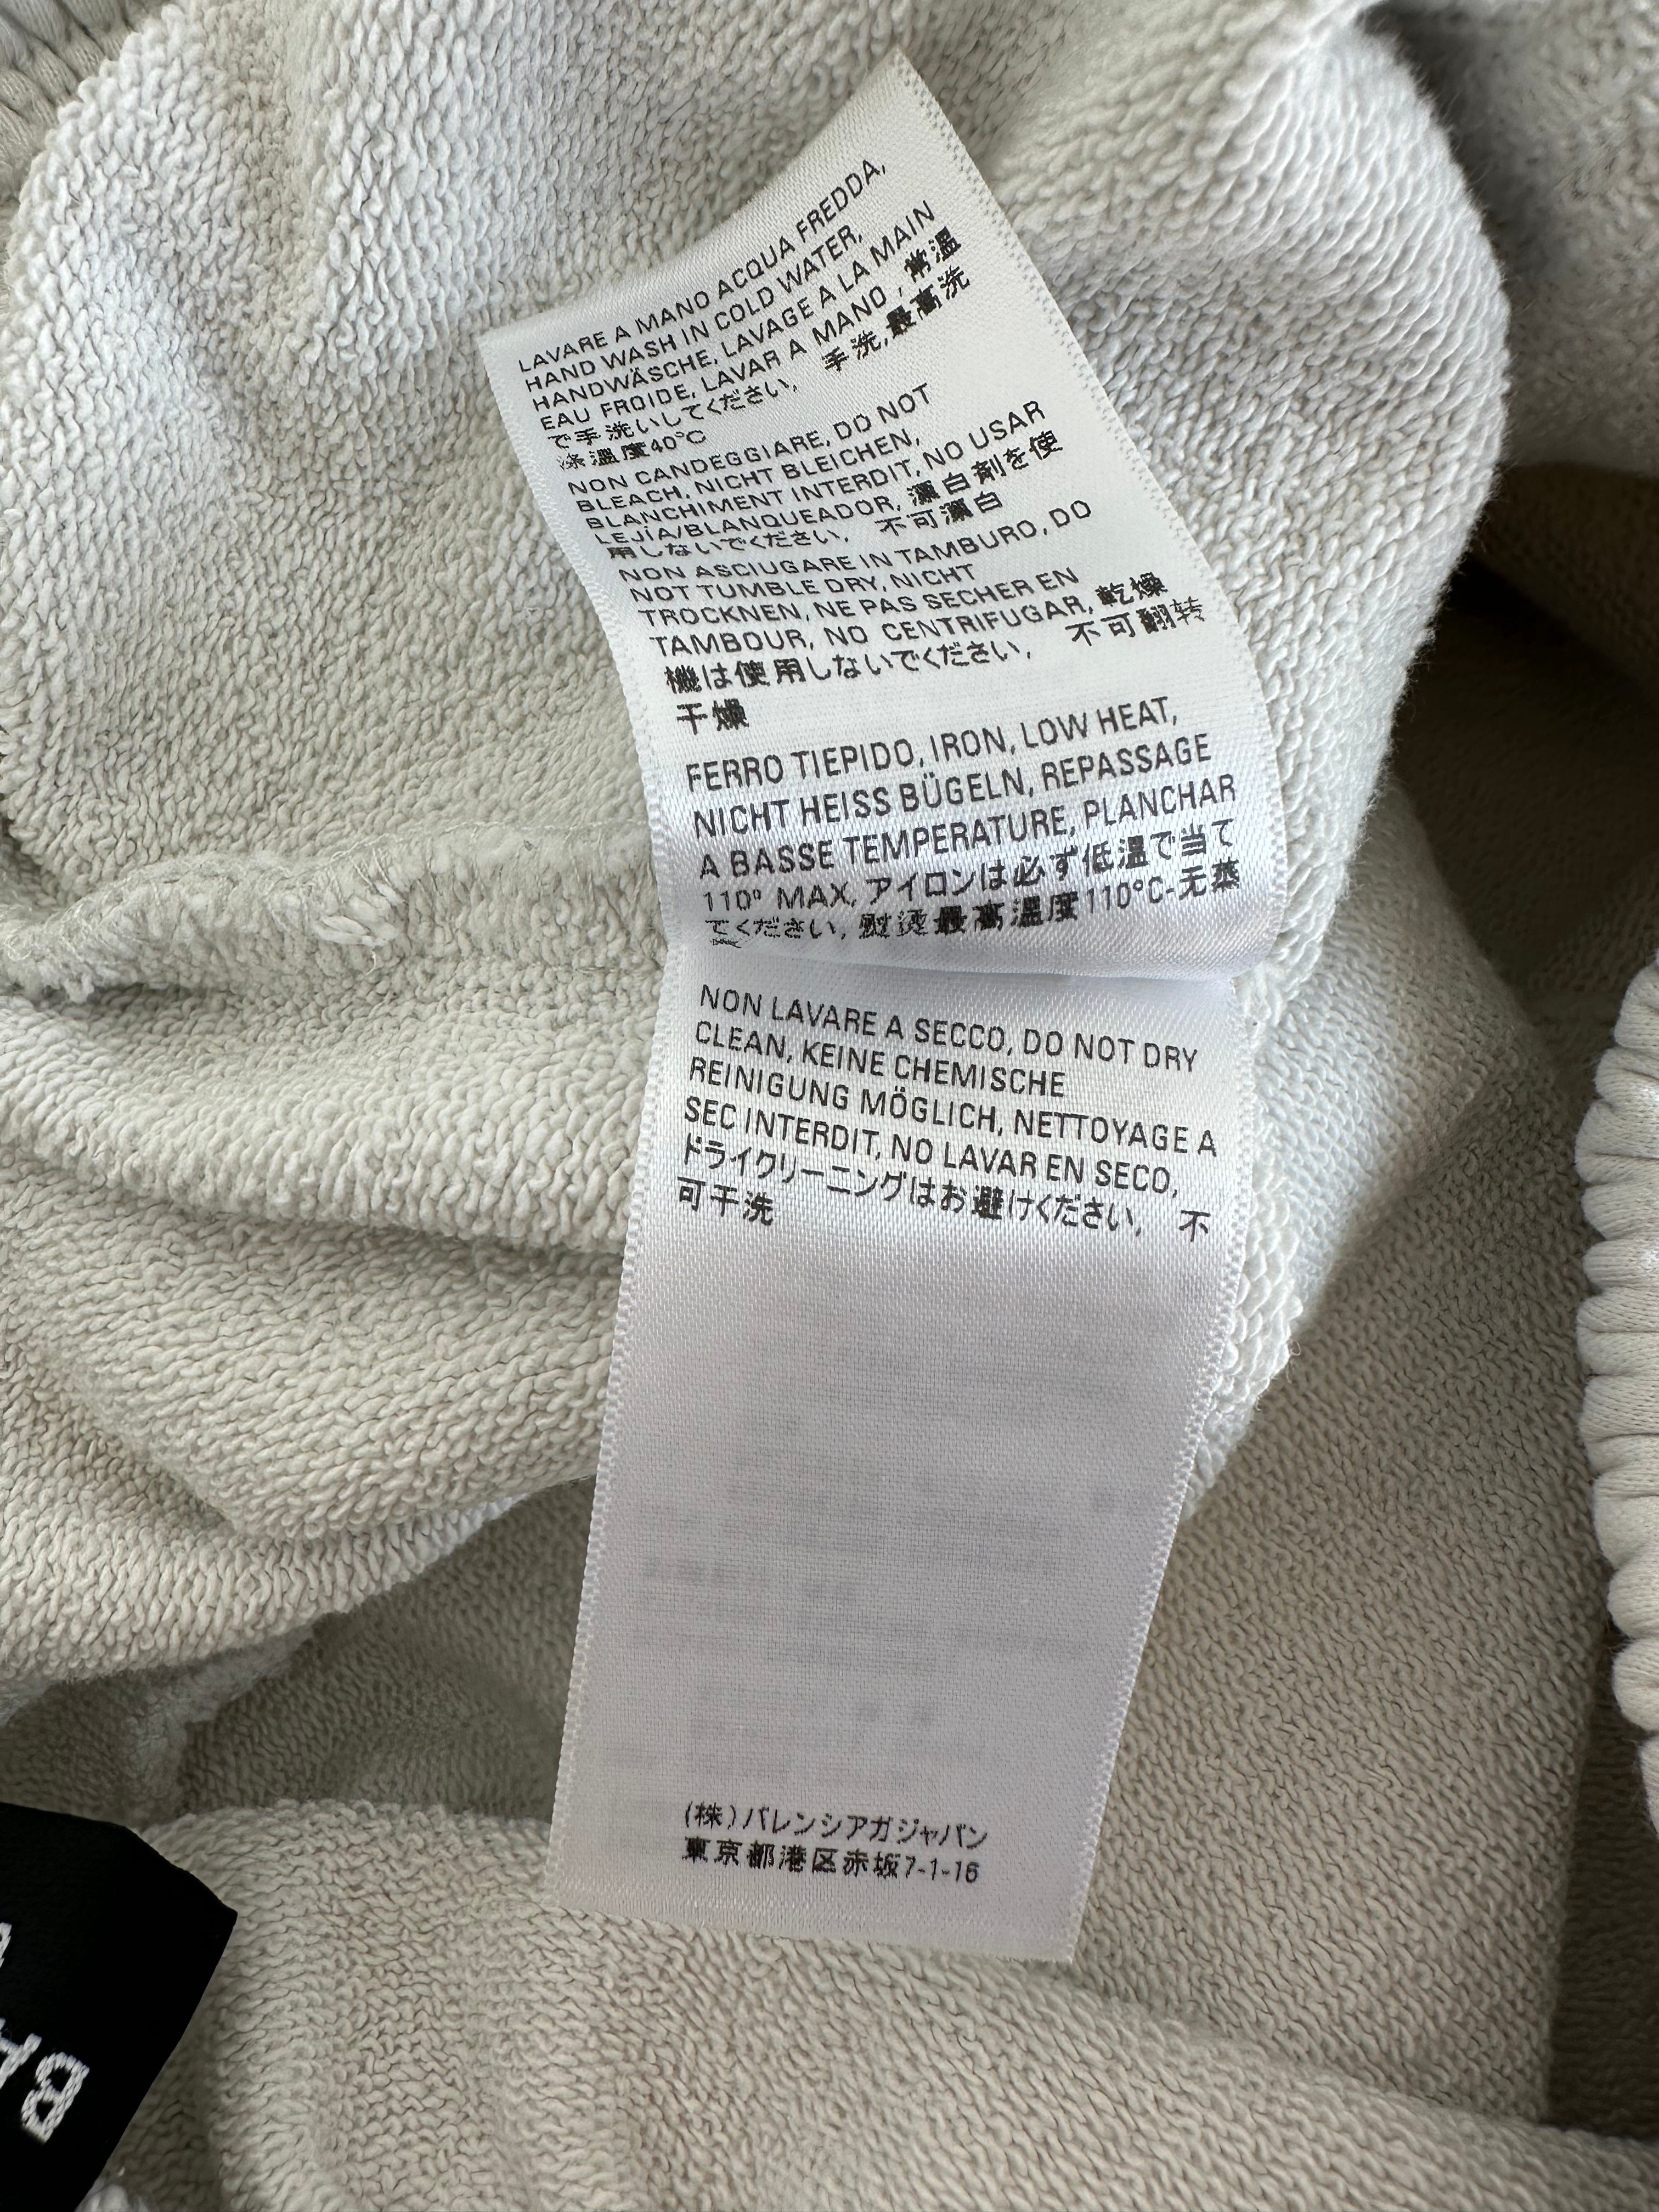 LAVARE A MANO ACQUA FREDDA,
HAND WASH IN COLD WATER,
HANDWÄSCHE, LAVAGE A LA MAIN
EAU FROIDE, LAVAR A MANO , 常温
で手洗いしてください, 手洗,最高洗
涤温度40°C
NON CANDEGGIARE, DO NOT
BLEACH, NICHT BLEICHEN,
BLANCHIMENT INTERDIT, NO USAR
LEJÍA/BLANQUEADOR, 漂白剤を使
用しないでください, 不可漂白
NON ASCIUGARE IN TAMBURO, DO
NOT TUMBLE DRY, NICHT
TROCKNEN, NE PAS SECHER EN
TAMBOUR, NO CENTRIFUGAR, 乾燥
機は使用しないでください, 不可翻转
干燥
FERRO TIEPIDO, IRON, LOW HEAT,
NICHT HEISS BÜGELN, REPASSAGE
A BASSE TEMPERATURE, PLANCHAR
110° MAX, アイロンは必ず低温で当て
てください, 熨烫最高温度110°C-无蒸
NON LAVARE A SECCO, DO NOT DRY
CLEAN, KEINE CHEMISCHE
REINIGUNG MÖGLICH, NETTOYAGE A
SEC INTERDIT, NO LAVAR EN SECO,
ドライクリーニングはお避けください, 不
可干洗
(株)バレンシアガジャパン
東京都港区赤坂7-1-16
BA